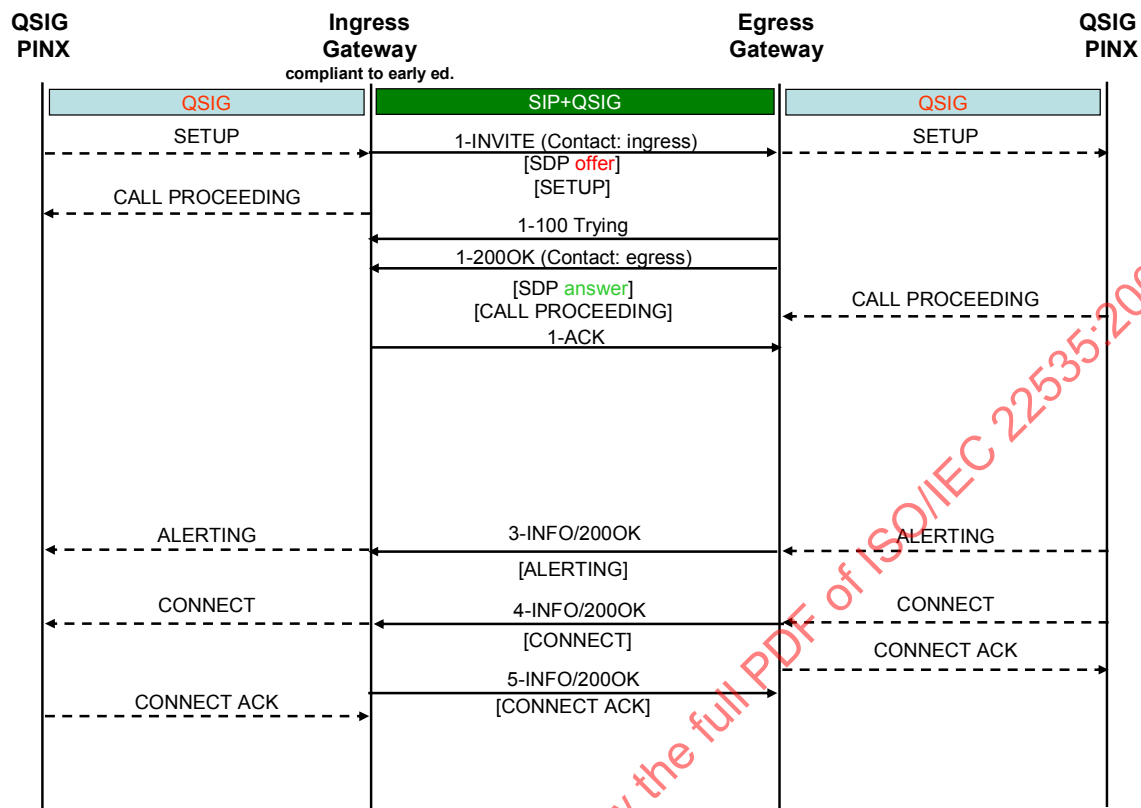 QSIG
PINX
Ingress
Gateway
compliant to early ed.
Egress
Gateway
QSIG
PINX
QSIG
SIP+QSIG
QSIG
SETUP
1-INVITE (Contact: ingress)
SETUP
[SDP offer]
[SETUP]
CALL PROCEEDING
1-100 Trying
1-200OK (Contact: egress)
[SDP answer]
[CALL PROCEEDING]
CALL PROCEEDING
1-ACK
ALERTING
3-INFO/200OK
ALERTING
[ALERTING]
CONNECT
4-INFO/200OK
CONNECT
[CONNECT]
CONNECT ACK
5-INFO/200OK
[CONNECT ACK]
CONNECT ACK
the full PDF of ISO/IEC 22535:20